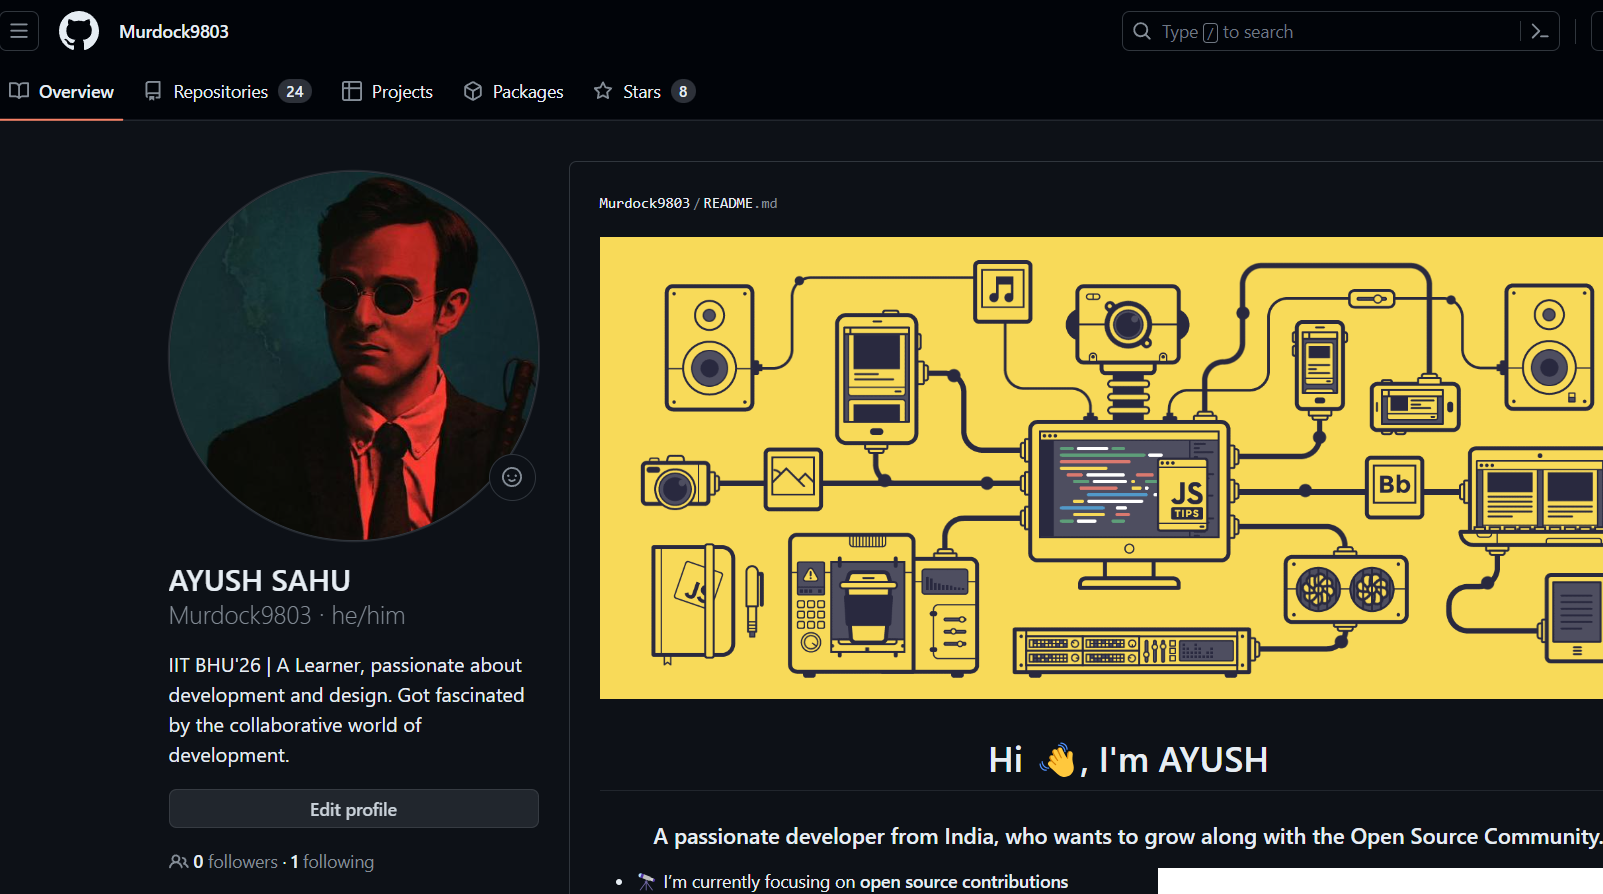 Murdock9803
Type / to search
Overview
Repositories 24
Projects
Packages
Stars 8
Murdock9803/README.md
JS
TIPS
Bb
JS
AYUSH SAHU
Murdock9803 · he/him
IIT BHU'26 | A Learner, passionate about
development and design. Got fascinated
by the collaborative world of
development.
Edit profile
0 followers · 1 following
Hi 👋, I'm AYUSH
A passionate developer from India, who wants to grow along with the Open Source Community.
🔭 I'm currently focusing on open source contributions